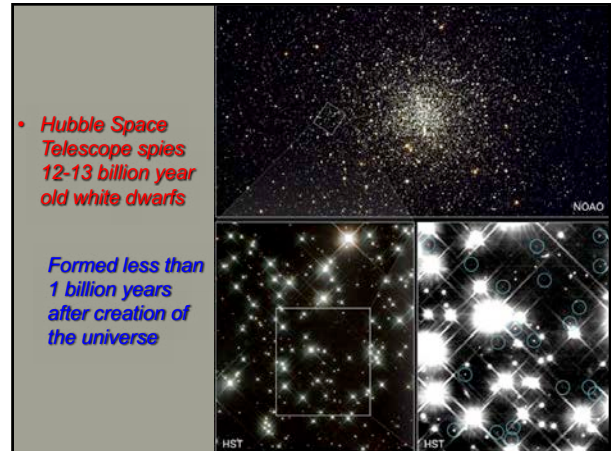 • Hubble Space
Telescope spies
12-13 billion year
old white dwarfs
Formed less than
1 billion years
after creation of
the universe
NOAO
HST
HST